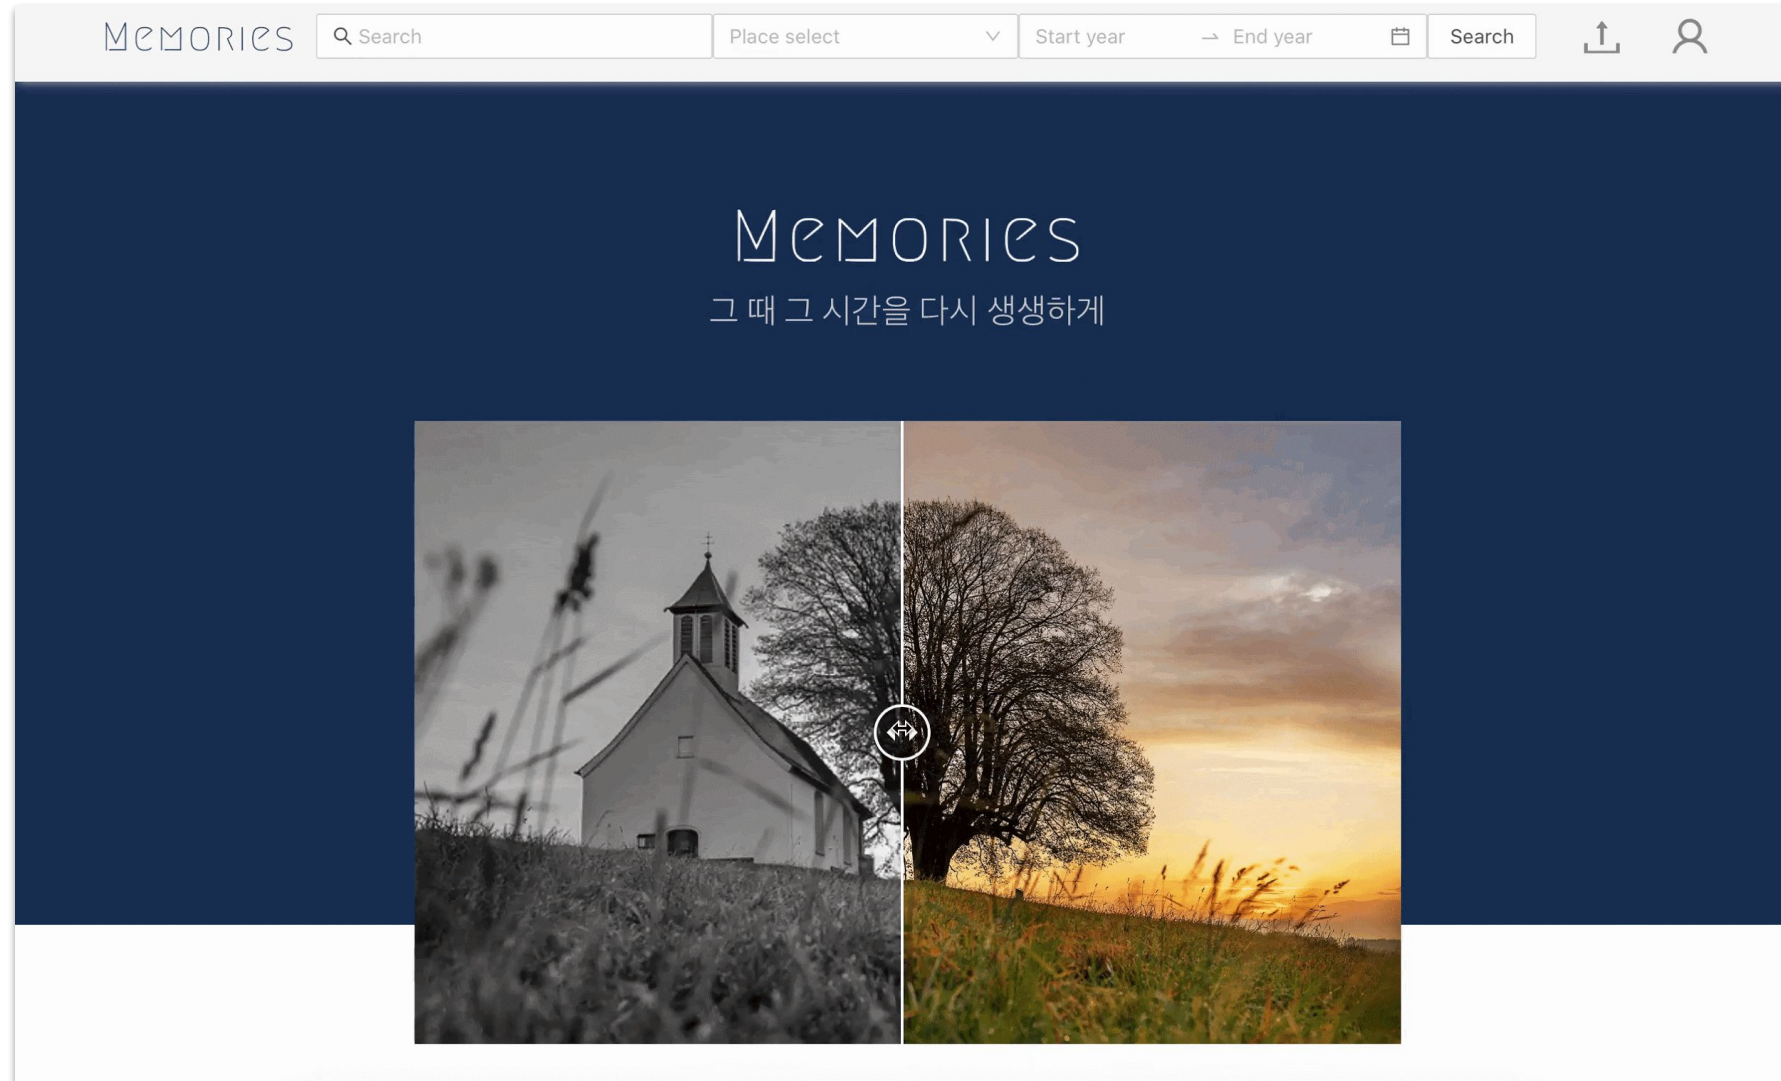 Memories
Search
Place select
Start year
End year
Search
Memories
그 때 그 시간을 다시 생생하게